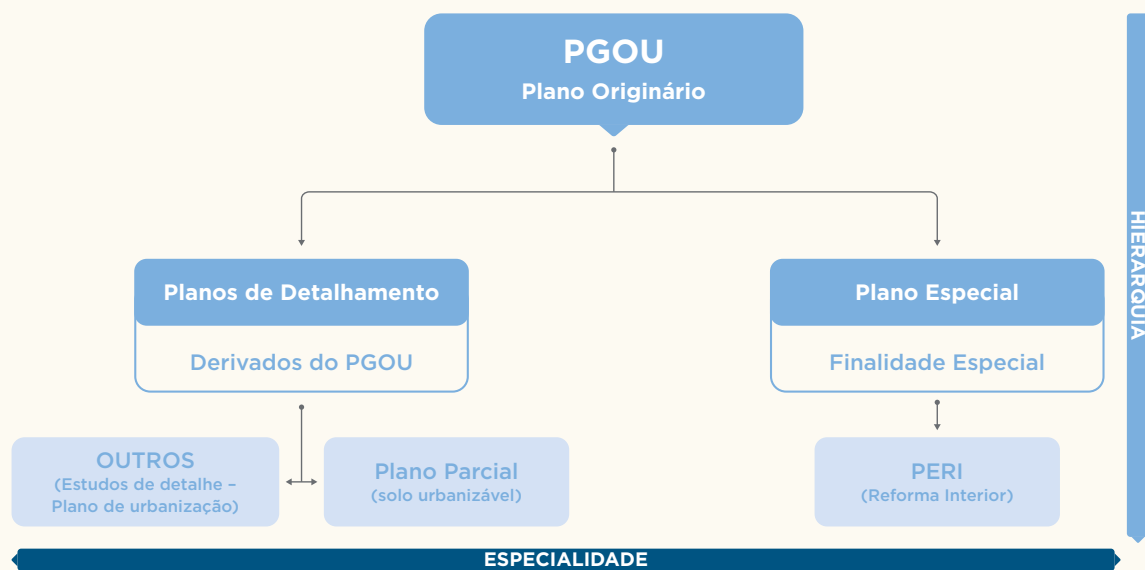 PGOU
Plano Originário
HIERARQUIA
Planos de Detalhamento
Derivados do PGOU
Plano Especial
Finalidade Especial
OUTROS
(Estudos de detalhe –
Plano de urbanização)
Plano Parcial
(solo urbanizável)
PERI
(Reforma Interior)
ESPECIALIDADE